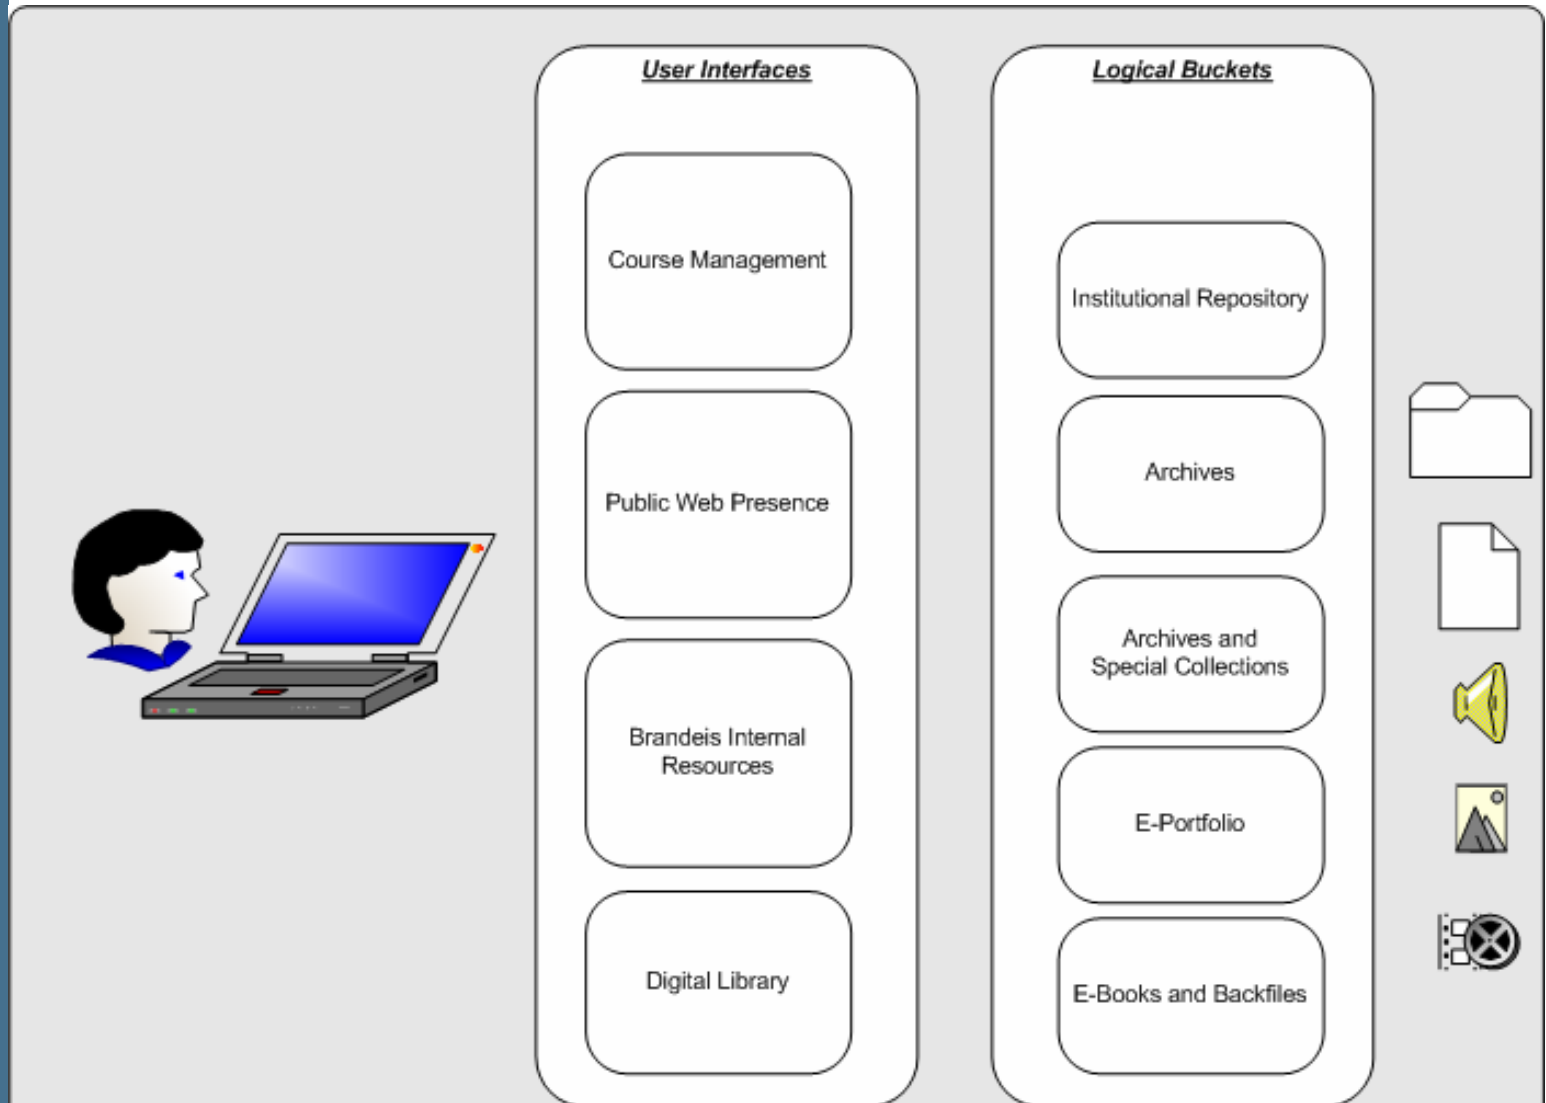 User Interfaces
Course Management
Public Web Presence
Brandeis Internal
Resources
Digital Library
Logical Buckets
Institutional Repository
Archives
Archives and
Special Collections
E-Portfolio
E-Books and Backfiles